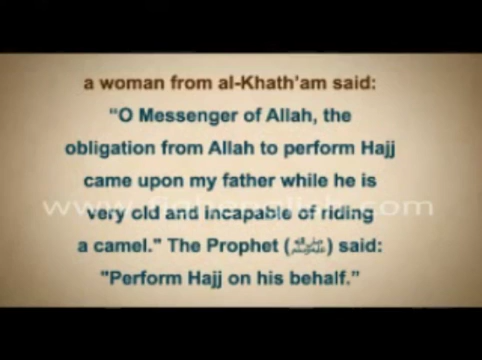 a woman from al-Khath'am said:
"O Messenger of Allah, the
obligation from Allah to perform Hajj
came upon my father while he is
very old and incapable of riding
a camel." The Prophet (ﷺ) said:
"Perform Hajj on his behalf."